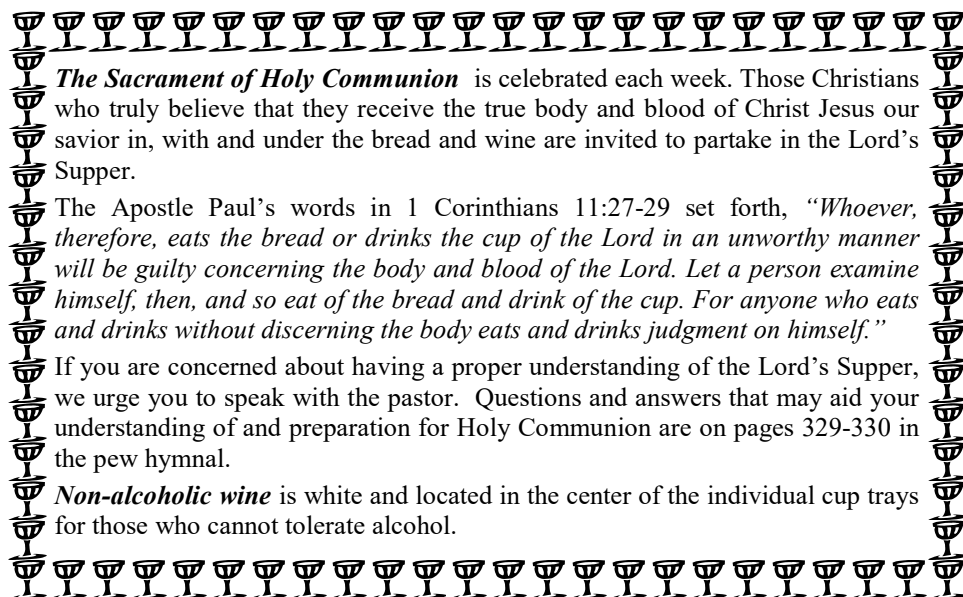 The Sacrament of Holy Communion is celebrated each week. Those Christians
who truly believe that they receive the true body and blood of Christ Jesus our
savior in, with and under the bread and wine are invited to partake in the Lord’s
Supper.
The Apostle Paul’s words in 1 Corinthians 11:27-29 set forth, “Whoever,
therefore, eats the bread or drinks the cup of the Lord in an unworthy manner
will be guilty concerning the body and blood of the Lord. Let a person examine
himself, then, and so eat of the bread and drink of the cup. For anyone who eats
and drinks without discerning the body eats and drinks judgment on himself.”
If you are concerned about having a proper understanding of the Lord’s Supper,
we urge you to speak with the pastor. Questions and answers that may aid your
understanding of and preparation for Holy Communion are on pages 329-330 in
the pew hymnal.
Non-alcoholic wine is white and located in the center of the individual cup trays
for those who cannot tolerate alcohol.